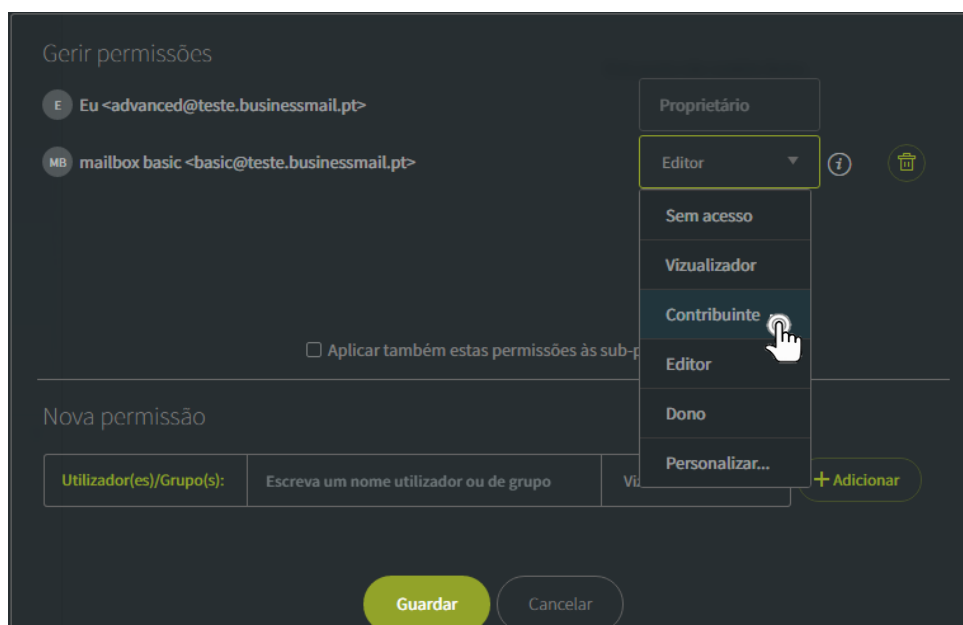 Gerir permissões
E Eu <advanced@teste.businessmail.pt> Proprietário
MB mailbox basic <basic@teste.businessmail.pt> Editor i
Sem acesso
Vizualizador
Contribuinte
Aplicar também estas permissões às
Editor
Dono
Nova permissão
Personalizar...
Utilizador(es)/Grupo(s): Escreva um nome utilizador ou de grupo + Adicionar
Guardar Cancelar